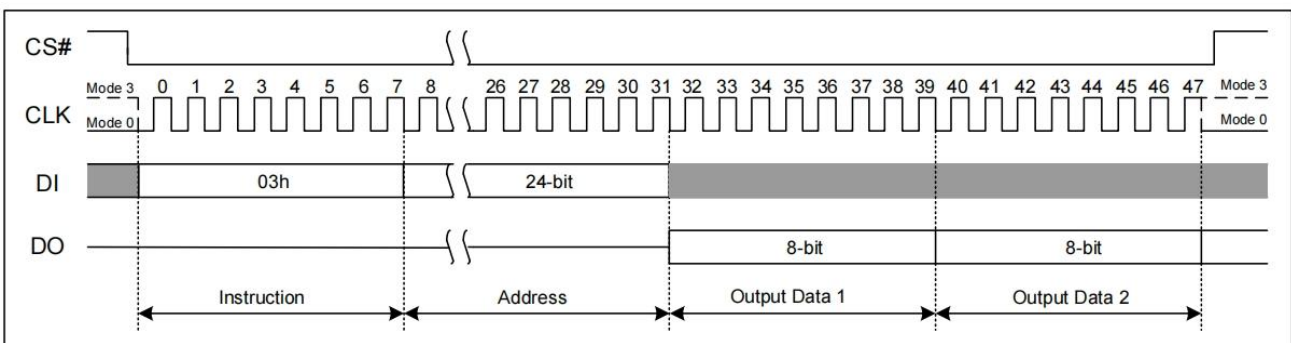 CS#
Mode 3 0 1 2 3 4 5 6 7 8 26 27 28 29 30 31 32 33 34 35 36 37 38 39 40 41 42 43 44 45 46 47 Mode 3
CLK
Mode 0 Mode 0
DI 03h 24-bit
DO 8-bit 8-bit
Instruction Address Output Data 1 Output Data 2